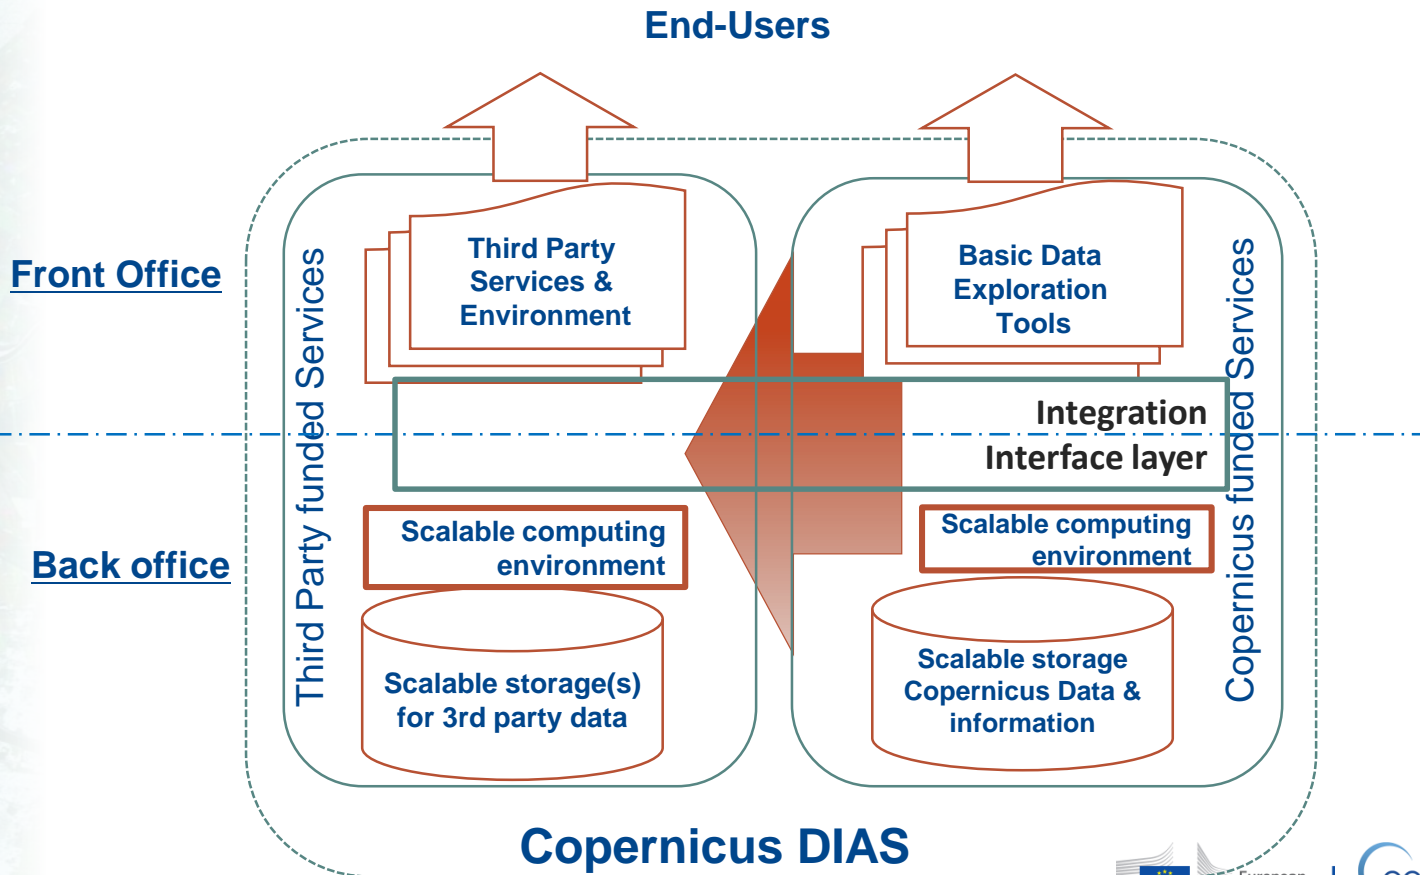 End-Users
Front Office
Third Party funded Services
Third Party
Services &
Environment
Basic Data
Exploration
Tools
Copernicus funded Services
Integration
Interface layer
Back office
Scalable computing
environment
Scalable computing
environment
Scalable storage(s)
for 3rd party data
Scalable storage
Copernicus Data &
information
Copernicus DIAS